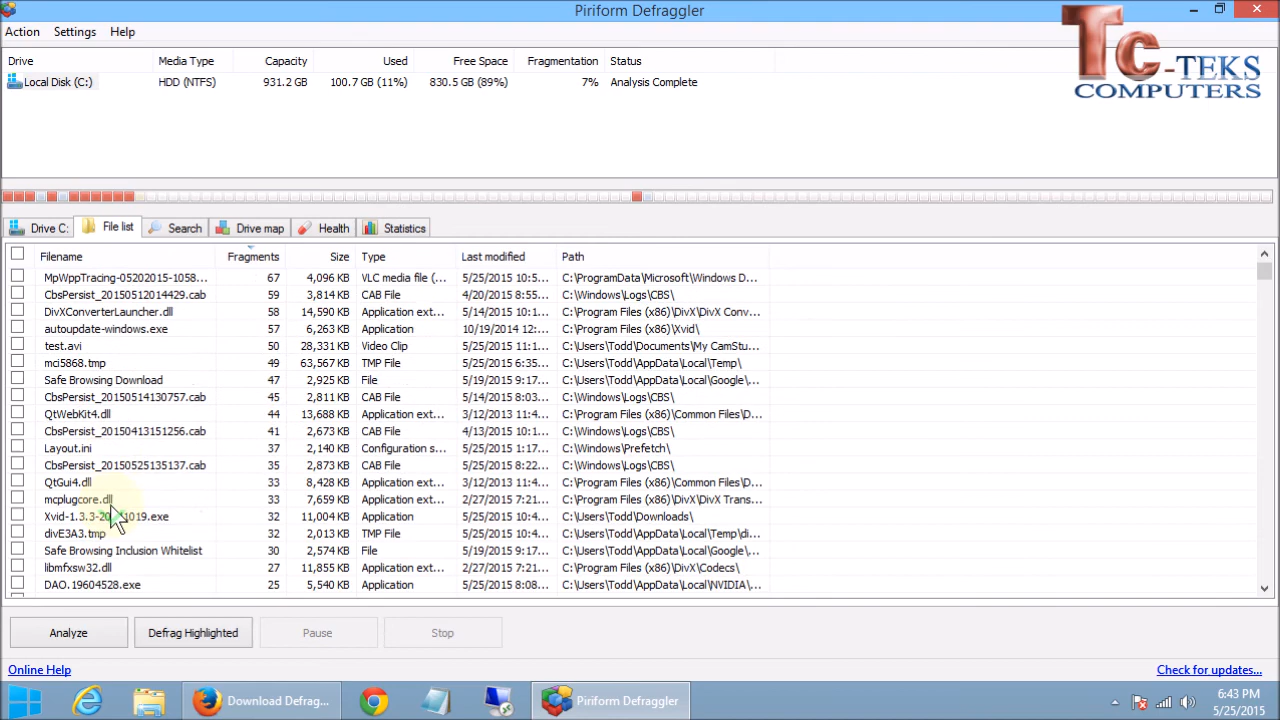 Piriform Defraggler
Action Settings Help
TC-TEKS
COMPUTERS
Drive Media Type Capacity Used Free Space Fragmentation Status
Local Disk (C:) HDD (NTFS) 931.2 GB 100.7 GB (11%) 830.5 GB (89%) 7% Analysis Complete
Drive C: File list Search Drive map Health Statistics
Filename Fragments Size Type Last modified Path
MpWppTracing-05202015-1058... 67 4,096 KB VLC media file (... 5/25/2015 10:5... C:\ProgramData\Microsoft\Windows D...
CbsPersist_20150512014429.cab 59 3,814 KB CAB File 4/20/2015 8:55... C:\Windows\Logs\CBS\
DivXConverterLauncher.dll 58 14,590 KB Application ext... 5/14/2015 10:1... C:\Program Files (x86)\DivX\DivX Conv...
autoupdate-windows.exe 57 6,263 KB Application 10/19/2014 12:... C:\Program Files (x86)\Xvid\
test.avi 50 28,331 KB Video Clip 5/25/2015 11:1... C:\Users\Todd\Documents\My CamStu...
mci5868.tmp 49 63,567 KB TMP File 5/25/2015 6:35... C:\Users\Todd\AppData\Local\Temp\
Safe Browsing Download 47 2,925 KB File 5/19/2015 9:17... C:\Users\Todd\AppData\Local\Google\...
CbsPersist_20150514130757.cab 45 2,811 KB CAB File 5/14/2015 8:03... C:\Windows\Logs\CBS\
QtWebKit4.dll 44 13,688 KB Application ext... 3/12/2013 11:4... C:\Program Files (x86)\Common Files\D...
CbsPersist_20150413151256.cab 41 2,673 KB CAB File 4/13/2015 10:5... C:\Windows\Logs\CBS\
Layout.ini 37 2,140 KB Configuration s... 5/25/2015 1:17... C:\Windows\Prefetch\
CbsPersist_20150525135137.cab 35 2,873 KB CAB File 5/25/2015 8:51... C:\Windows\Logs\CBS\
QtGui4.dll 33 8,428 KB Application ext... 3/12/2013 11:4... C:\Program Files (x86)\Common Files\D...
mcplugcore.dll 33 7,659 KB Application ext... 2/27/2015 7:21... C:\Program Files (x86)\DivX\DivX Trans...
32 11,004 KB Application 5/25/2015 10:4... C:\Users\Todd\Downloads\
divE3A3.tmp 32 2,013 KB TMP File 5/25/2015 10:4... C:\Users\Todd\AppData\Local\Temp\di...
Safe Browsing Inclusion Whitelist 30 2,574 KB File 5/19/2015 9:17... C:\Users\Todd\AppData\Local\Google\...
libmfxsw32.dll 27 11,855 KB Application ext... 2/27/2015 7:21... C:\Program Files (x86)\DivX\Codecs\
DAO.19604528.exe 25 5,540 KB Application 5/25/2015 8:08... C:\Users\Todd\AppData\Local\NVIDIA\...
Analyze Defrag Highlighted Pause Stop
Online Help Check for updates...
Download Defrag... Piriform Defraggler 6:43 PM
5/25/2015